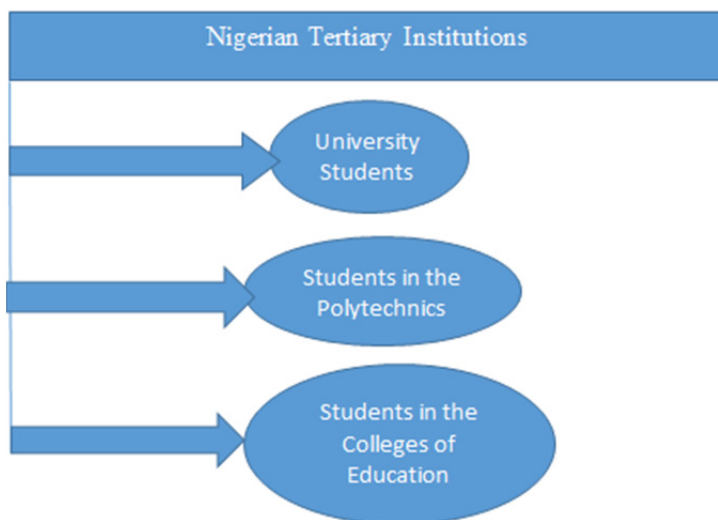 Nigerian Tertiary Institutions
University
Students
Students in the
Polytechnics
Students in the
Colleges of
Education